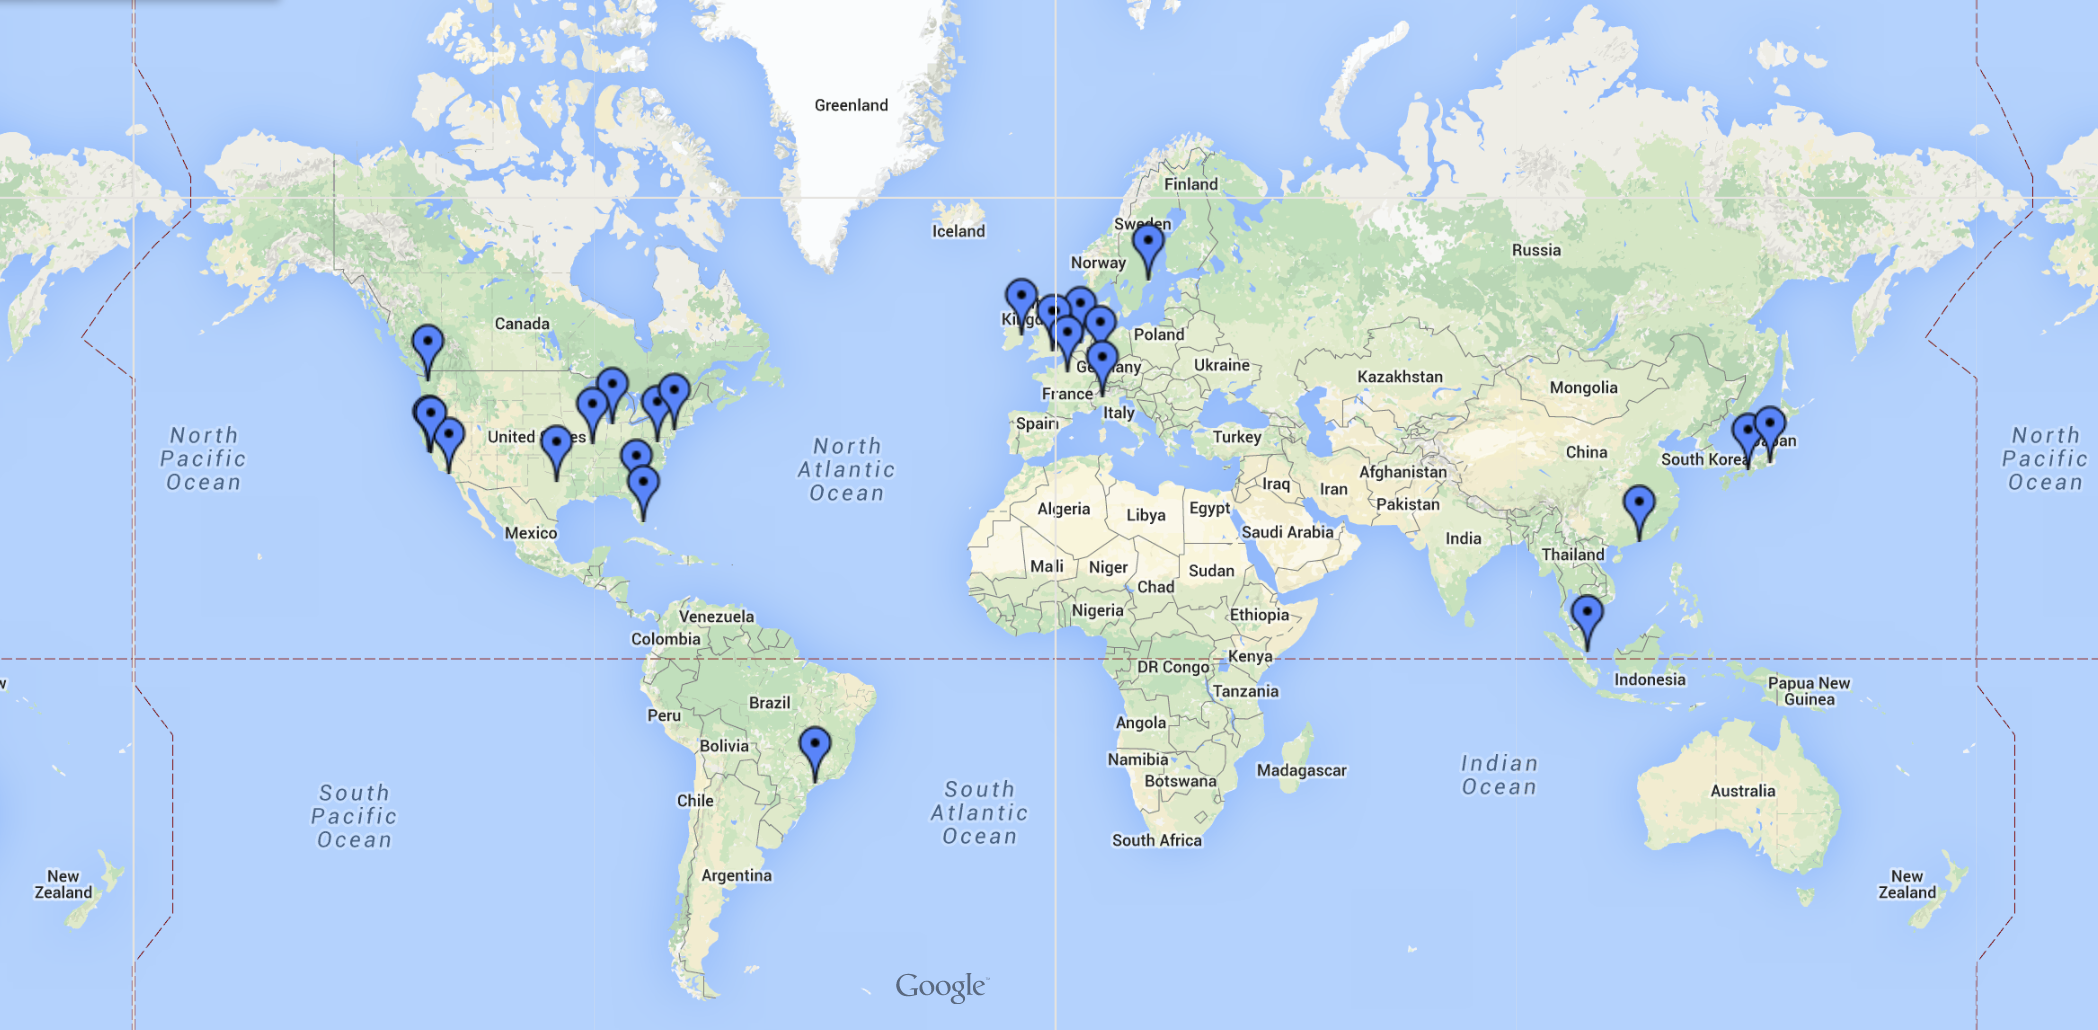 Greenland
Finland
Sweden
Iceland
Norway
Russia
Canada
Kingd
Poland
Germany
Ukraine
Kazakhstan
Mongolia
France
Italy
Spain
Turkey
United States
Mexico
North
Pacific
Ocean
North
Atlantic
Ocean
China
South Korea
Japan
North
Pacific
Ocean
Afghanistan
Iraq
Iran
Pakistan
Algeria
Libya
Egypt
Saudi Arabia
India
Thailand
Mali
Niger
Chad
Sudan
Nigeria
Ethiopia
Venezuela
Colombia
DR Congo
Kenya
Tanzania
Indonesia
Papua New
Guinea
w
Brazil
Peru
Bolivia
Angola
Namibia
Botswana
Madagascar
Indian
Ocean
Australia
Chile
South
Pacific
Ocean
South
Atlantic
Ocean
South Africa
Argentina
New
Zealand
New
Zealand
Google